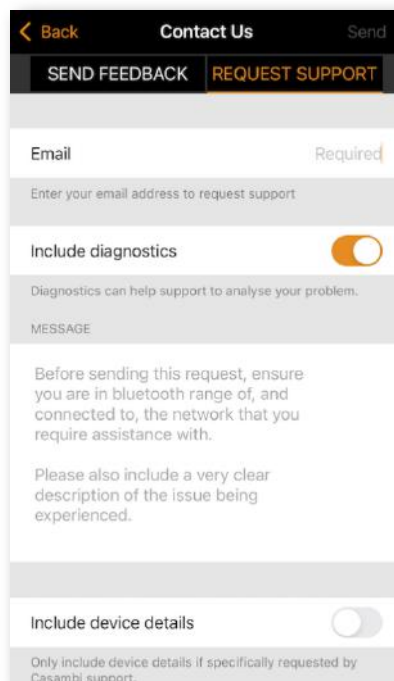 Back Contact Us Send
SEND FEEDBACK REQUEST SUPPORT
Email Required
Enter your email address to request support
Include diagnostics
Diagnostics can help support to analyse your problem.
MESSAGE
Before sending this request, ensure
you are in bluetooth range of, and
connected to, the network that you
require assistance with.
Please also include a very clear
description of the issue being
experienced.
Include device details
Only include device details if specifically requested by
Casambi support.